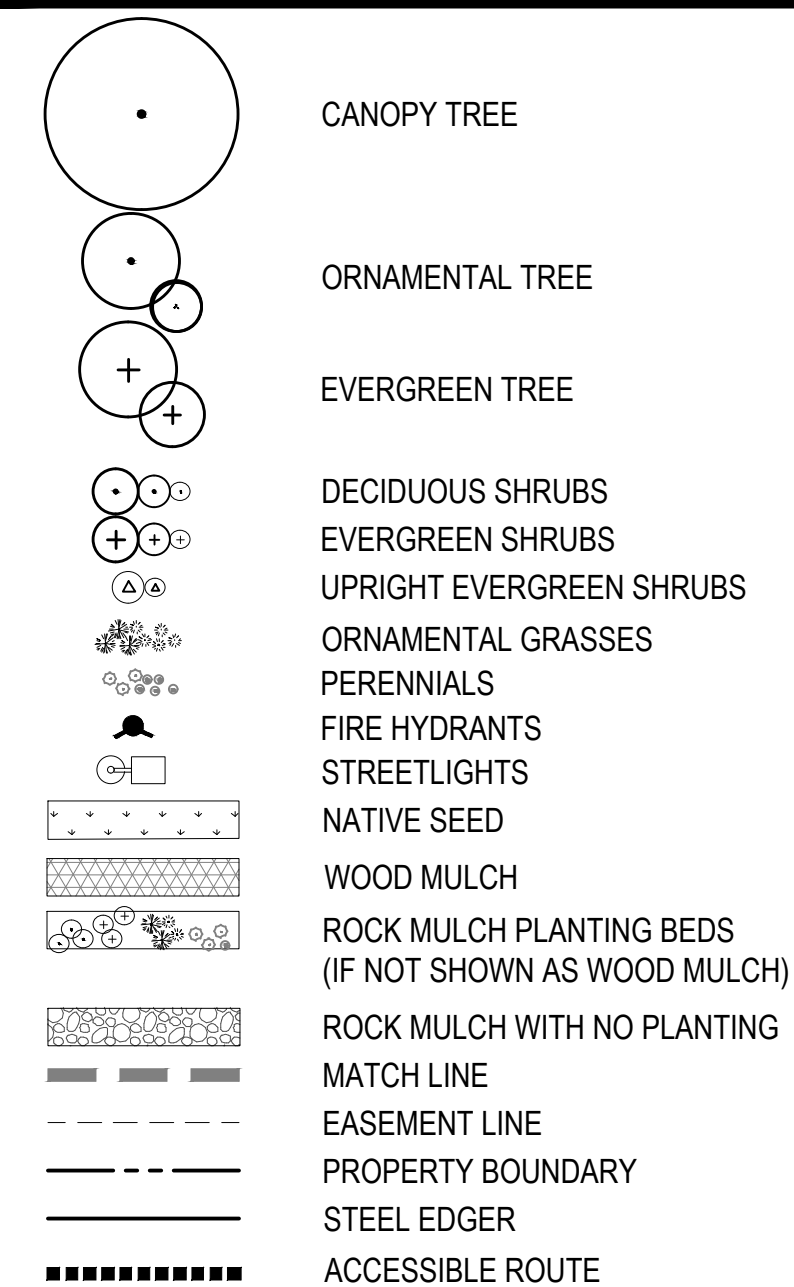 CANOPY TREE
ORNAMENTAL TREE
EVERGREEN TREE
DECIDUOUS SHRUBS
EVERGREEN SHRUBS
UPRIGHT EVERGREEN SHRUBS
ORNAMENTAL GRASSES
PERENNIALS
FIRE HYDRANTS
STREETLIGHTS
NATIVE SEED
WOOD MULCH
ROCK MULCH PLANTING BEDS
(IF NOT SHOWN AS WOOD MULCH)
ROCK MULCH WITH NO PLANTING
MATCH LINE
EASEMENT LINE
PROPERTY BOUNDARY
STEEL EDGER
ACCESSIBLE ROUTE